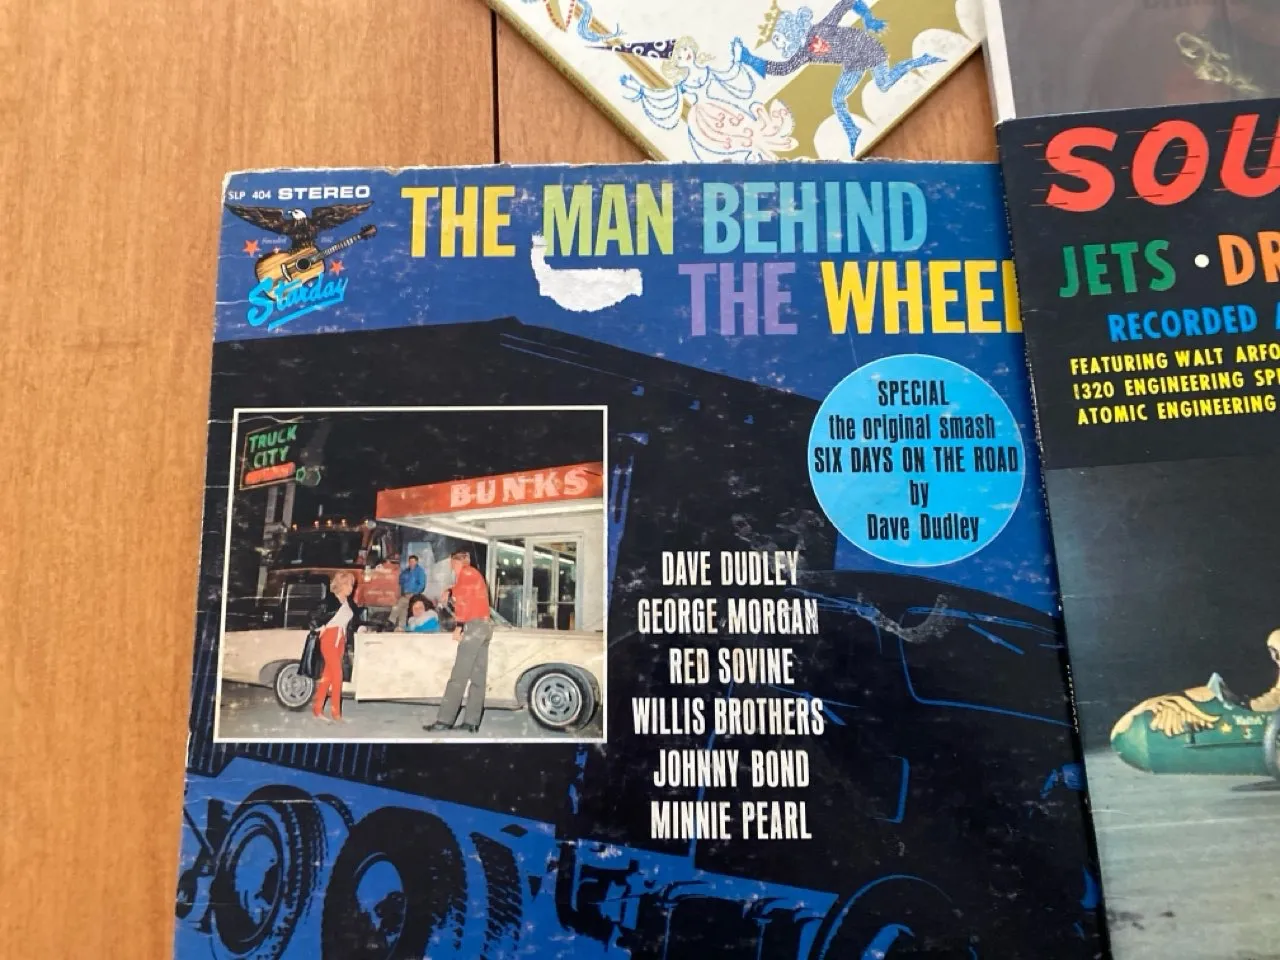 SLP 404 STEREO
Starday
THE MAN BEHIND
THE WHEEL
SPECIAL
the original smash
SIX DAYS ON THE ROAD
by
Dave Dudley
TRUCK
CITY
BUNKS
DAVE DUDLEY
GEORGE MORGAN
RED SOVINE
WILLIS BROTHERS
JOHNNY BOND
MINNIE PEARL
SOU
JETS · DR
RECORDED
FEATURING WALT ARFO
1320 ENGINEERING SP
ATOMIC ENGINEERING